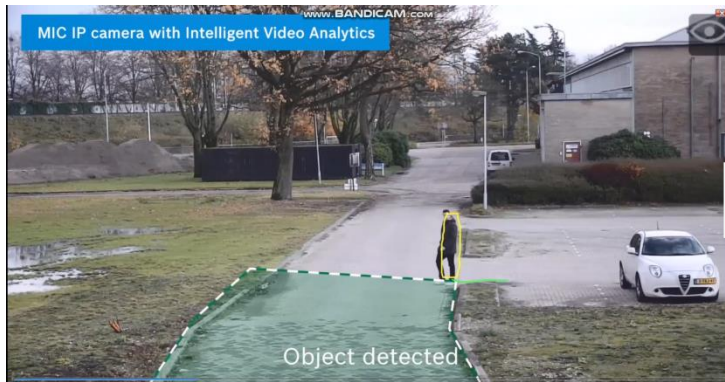 www.BANDICAM.com
MIC IP camera with Intelligent Video Analytics
Object detected